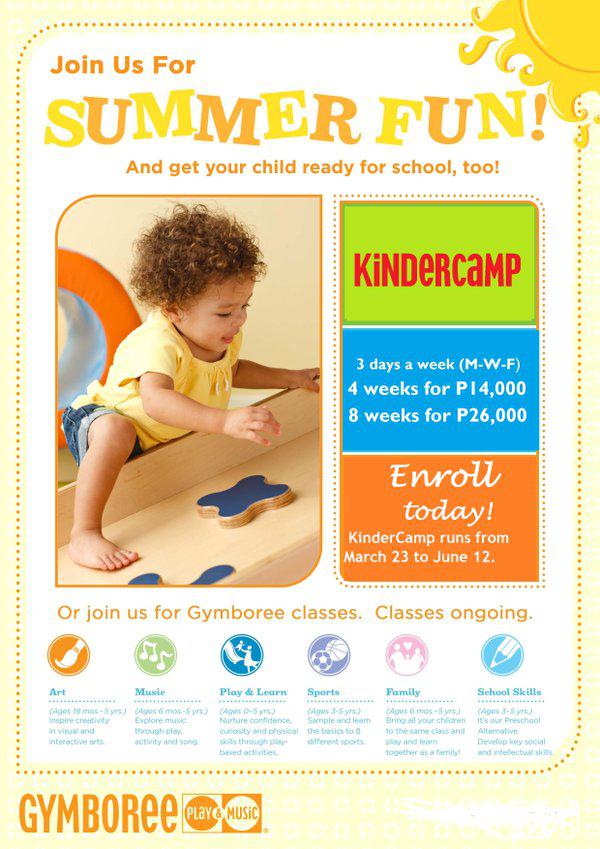 Join Us For
SUMMER FUN!
And get your child ready for school, too!
KiNDERCAMP
3 days a week (M-W-F)
4 weeks for P14,000
8 weeks for P26,000
Enroll
today!
KinderCamp runs from
March 23 to June 12.
Or join us for Gymboree classes. Classes ongoing.
Art
(Ages 18 mos.-5 yrs.)
Inspire creativity
in visual and
interactive arts.
Music
(Ages 6 mos.-5 yrs.)
Explore music
through play,
activity and song.
Play & Learn
(Ages 0-5 yrs.)
Nurture confidence,
curiosity and physical
skills through play-
based activities.
Sports
(Ages 3-5 yrs.)
Sample and learn
the basics to 8
different sports.
Family
(Ages 6 mos.-5 yrs.)
Bring all your children
to the same class and
play and learn
together as a family!
School Skills
(Ages 3-5 yrs.)
It's our Preschool
Alternative.
Develop key social
and intellectual skills.
GYMBOREE PLAY & MUSIC